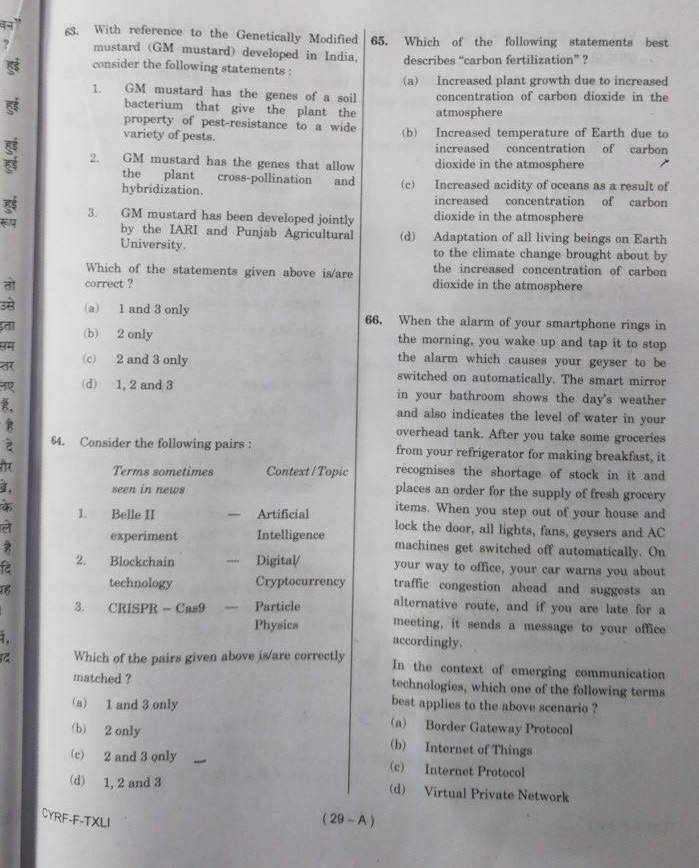 वन"
?
हुई
हुई
हुई
हुई
हुई
रूप
तो
उसे
सम
लिए
हैं,
है
दे
और
के
है
63. With reference to the Genetically Modified
mustard (GM mustard) developed in India,
consider the following statements :
1. GM mustard has the genes of a soil
bacterium that give the plant the
property of pest-resistance to a wide
variety of pests.
2. GM mustard has the genes that allow
the plant cross-pollination and
hybridization.
3. GM mustard has been developed jointly
by the IARI and Punjab Agricultural
University.
Which of the statements given above is/are
correct ?
(a) 1 and 3 only
(b) 2 only
(c) 2 and 3 only
(d) 1, 2 and 3
64. Consider the following pairs :
Terms sometimes Context / Topic
seen in news
1. Belle II — Artificial
experiment Intelligence
2. Blockchain — Digital/
technology Cryptocurrency
3. CRISPR – Cas9 — Particle
Physics
Which of the pairs given above is/are correctly
matched ?
(a) 1 and 3 only
(b) 2 only
(c) 2 and 3 only
(d) 1, 2 and 3
65. Which of the following statements best
describes "carbon fertilization" ?
(a) Increased plant growth due to increased
concentration of carbon dioxide in the
atmosphere
(b) Increased temperature of Earth due to
increased concentration of carbon
dioxide in the atmosphere
(c) Increased acidity of oceans as a result of
increased concentration of carbon
dioxide in the atmosphere
(d) Adaptation of all living beings on Earth
to the climate change brought about by
the increased concentration of carbon
dioxide in the atmosphere
66. When the alarm of your smartphone rings in
the morning, you wake up and tap it to stop
the alarm which causes your geyser to be
switched on automatically. The smart mirror
in your bathroom shows the day's weather
and also indicates the level of water in your
overhead tank. After you take some groceries
from your refrigerator for making breakfast, it
recognises the shortage of stock in it and
places an order for the supply of fresh grocery
items. When you step out of your house and
lock the door, all lights, fans, geysers and AC
machines get switched off automatically. On
your way to office, your car warns you about
traffic congestion ahead and suggests an
alternative route, and if you are late for a
meeting, it sends a message to your office
accordingly.
In the context of emerging communication
technologies, which one of the following terms
best applies to the above scenario ?
(a) Border Gateway Protocol
(b) Internet of Things
(c) Internet Protocol
(d) Virtual Private Network
CYRF-F-TXLI
( 29 – A )